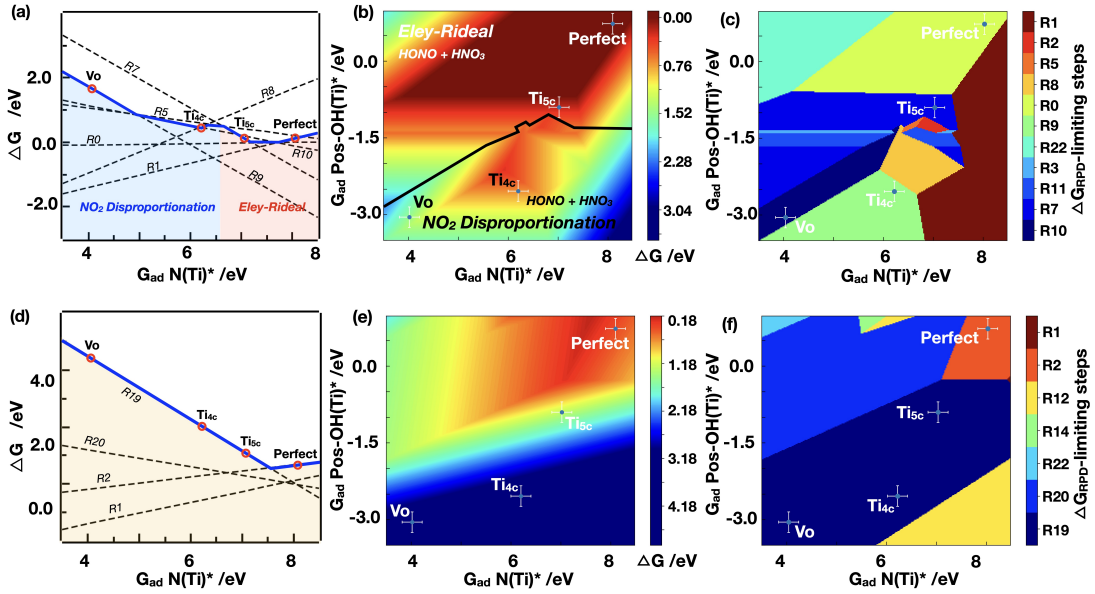 (a)
△G /eV
2.0
0.0
-2.0
Vo
R7
R5
Ti4c
R8
Ti5c
Perfect
R0
R1
R10
R9
NO2 Disproportionation
Eley-Rideal
4
6
8
Gad N(Ti)* /eV
(b)
Gad Pos-OH(Ti)* /eV
0.0
-1.5
-3.0
Eley-Rideal
HONO + HNO3
Perfect
Ti5c
Ti4c
Vo
HONO + HNO3
NO2 Disproportionation
4
6
8
Gad N(Ti)* /eV
0.00
0.76
1.52
2.28
3.04
△G /eV
(c)
Gad Pos-OH(Ti)* /eV
0.0
-1.5
-3.0
Perfect
Ti5c
Ti4c
Vo
4
6
8
Gad N(Ti)* /eV
R1
R2
R5
R8
R0
R9
R22
R3
R11
R7
R10
△GRPD-limiting steps
(d)
△G /eV
4.0
2.0
0.0
Vo
R19
Ti4c
Ti5c
Perfect
R20
R2
R1
4
6
8
Gad N(Ti)* /eV
(e)
Gad Pos-OH(Ti)* /eV
0.0
-1.5
-3.0
Perfect
Ti5c
Ti4c
Vo
4
6
8
Gad N(Ti)* /eV
0.18
1.18
2.18
3.18
4.18
△G /eV
(f)
Gad Pos-OH(Ti)* /eV
0.0
-1.5
-3.0
Perfect
Ti5c
Ti4c
Vo
4
6
8
Gad N(Ti)* /eV
R1
R2
R12
R14
R22
R20
R19
△GRPD-limiting steps